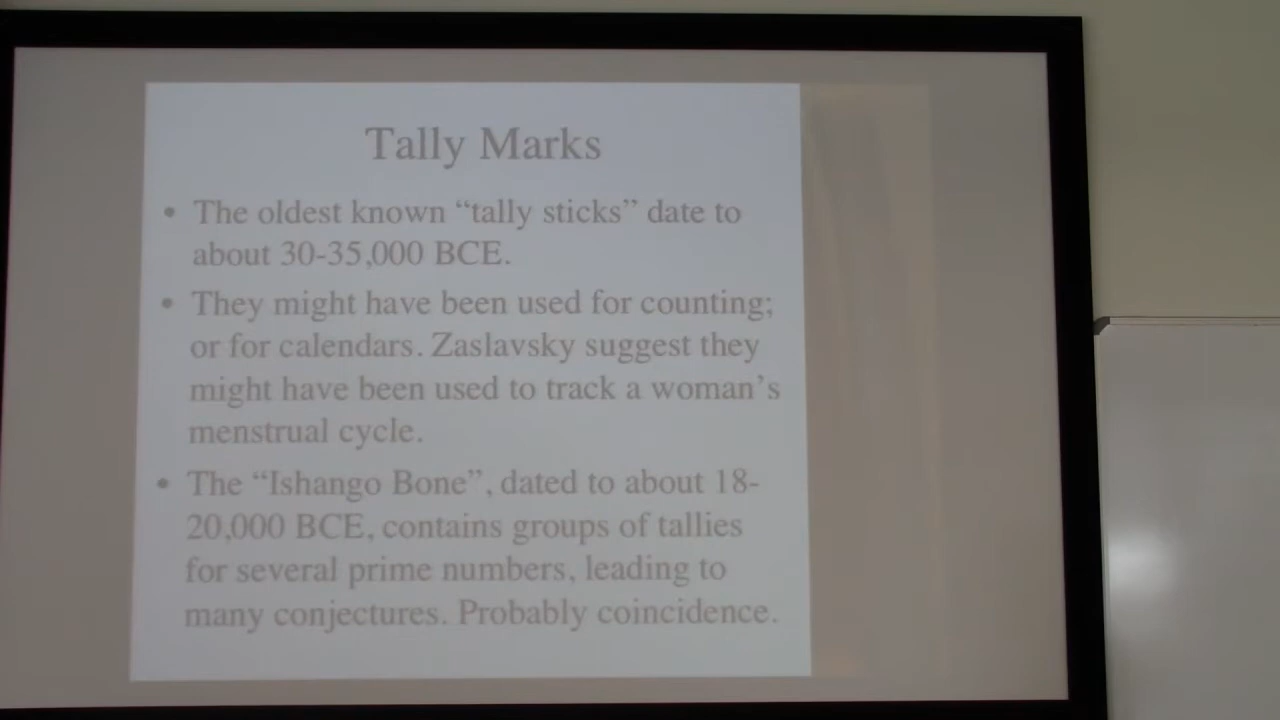 Tally Marks
• The oldest known “tally sticks” date to
about 30-35,000 BCE.
• They might have been used for counting;
or for calendars. Zaslavsky suggest they
might have been used to track a woman’s
menstrual cycle.
• The “Ishango Bone”, dated to about 18-
20,000 BCE, contains groups of tallies
for several prime numbers, leading to
many conjectures. Probably coincidence.